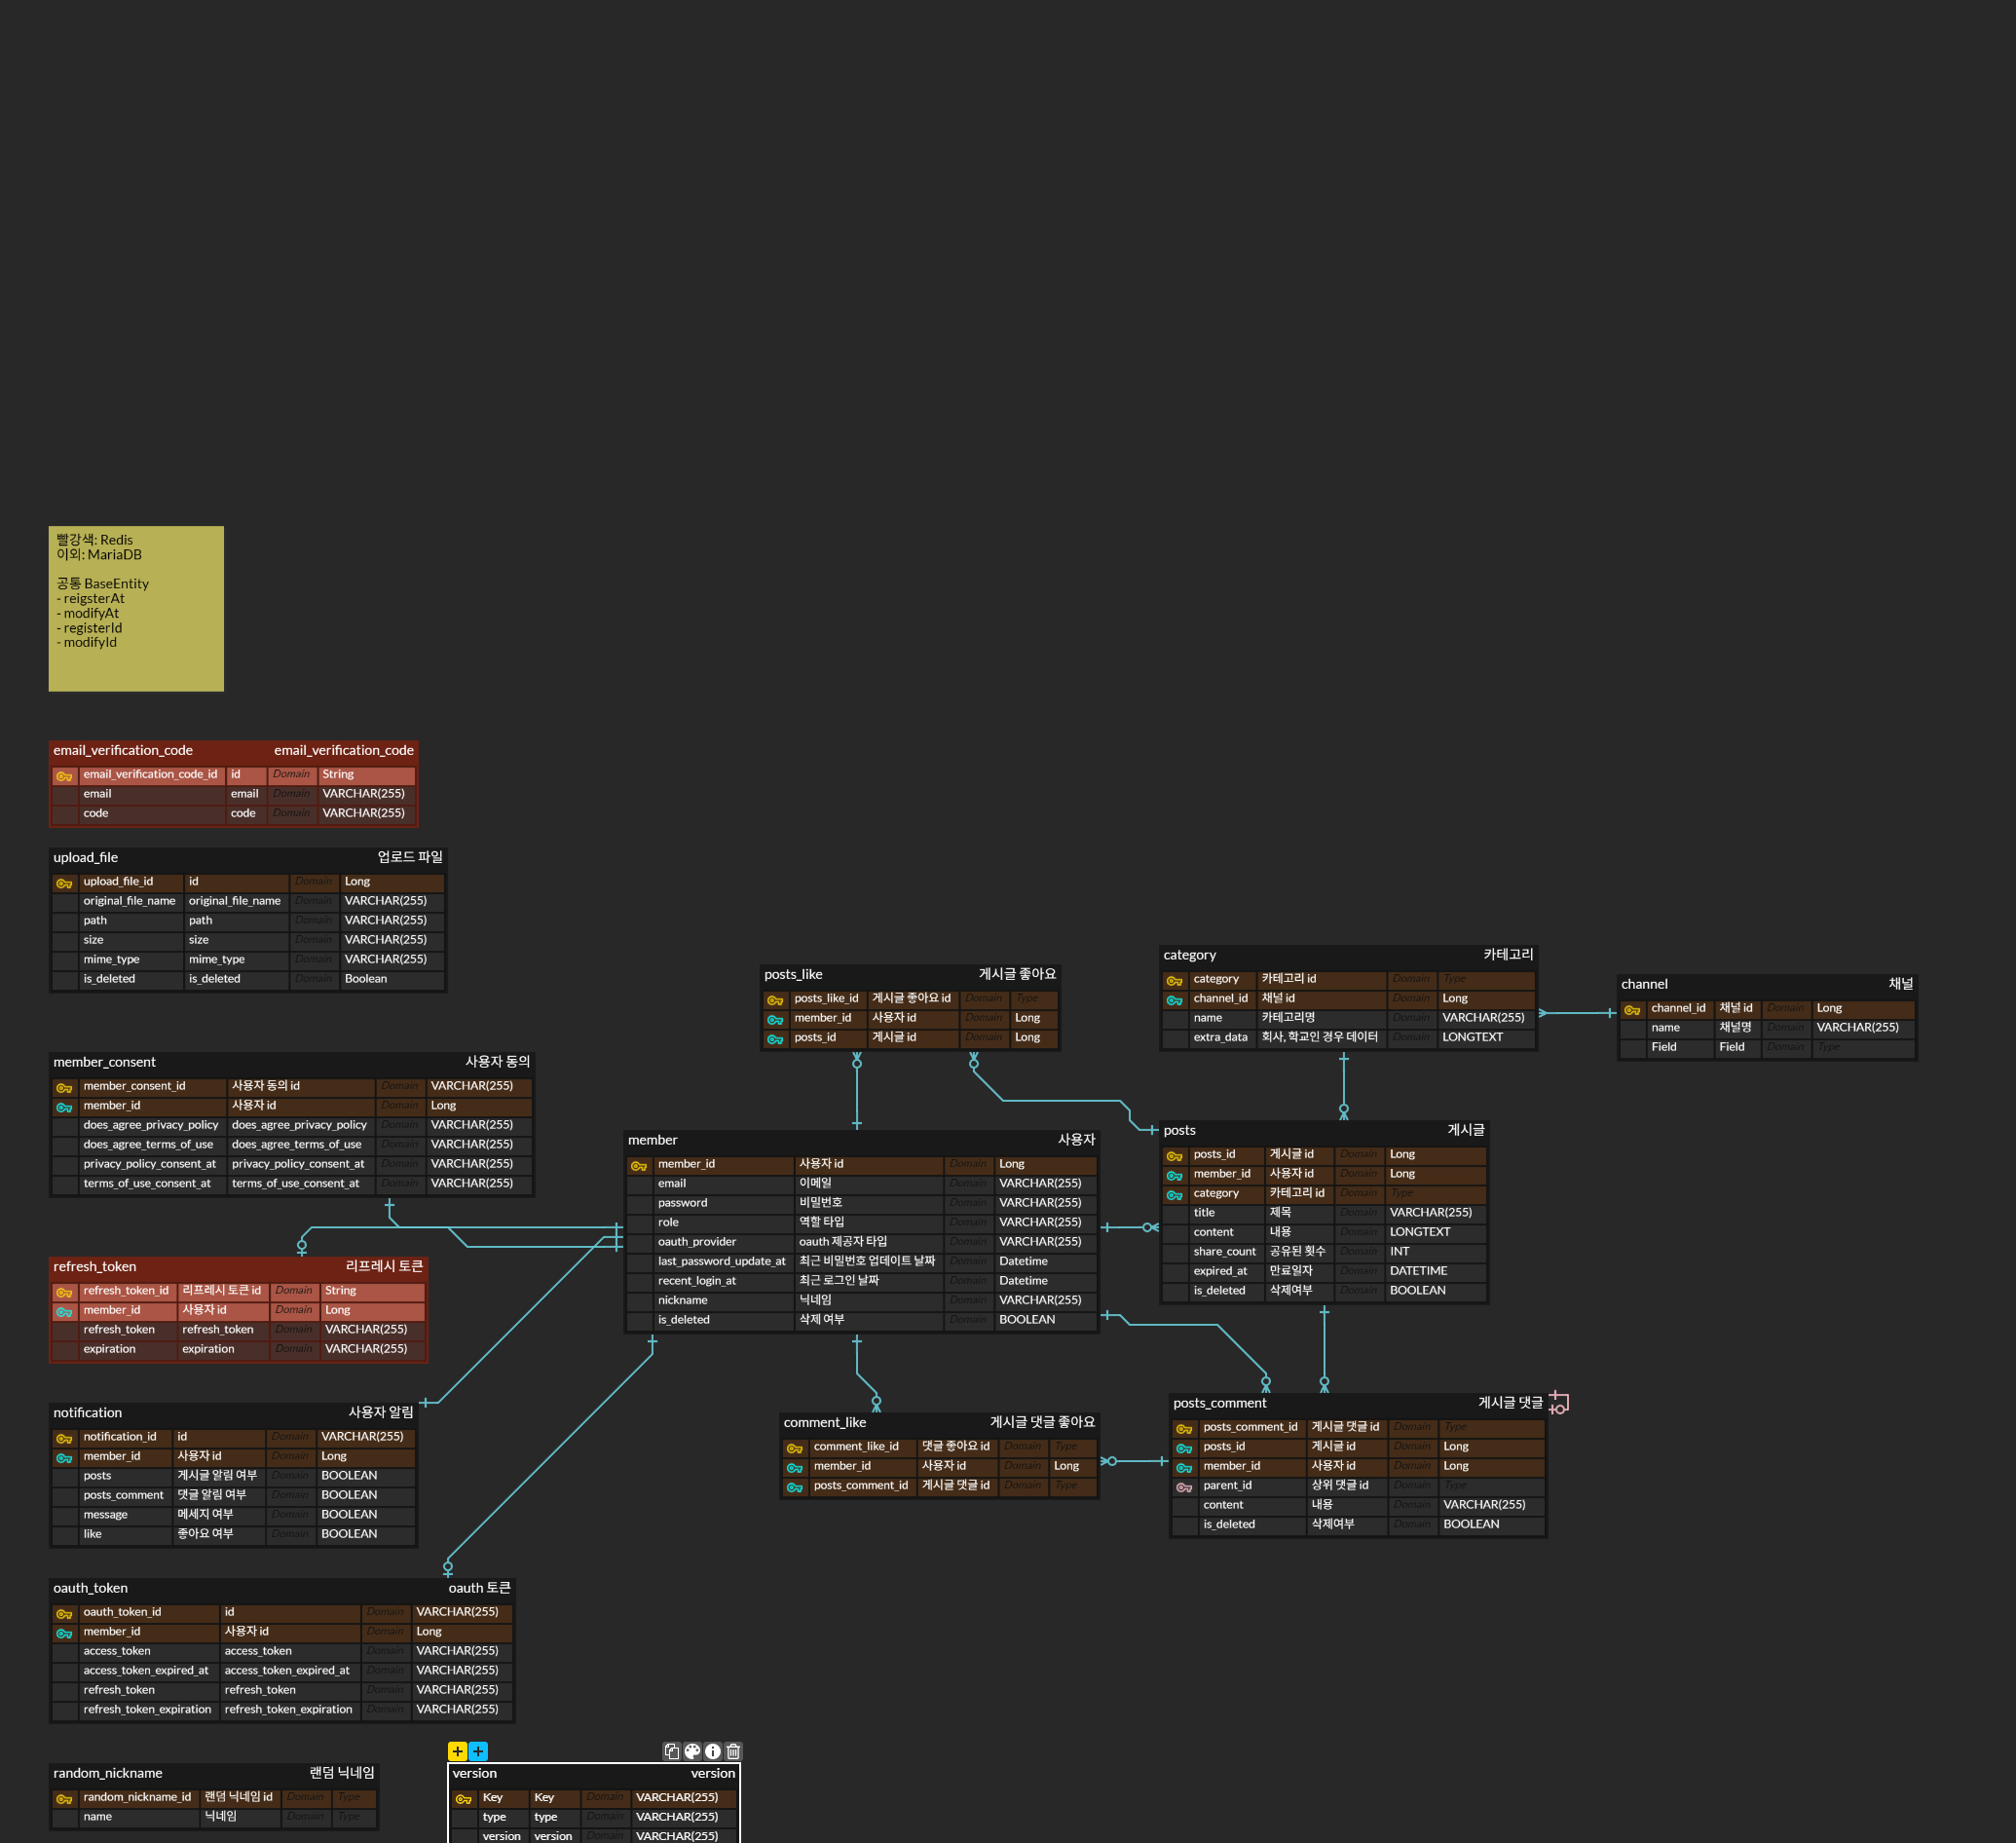 빨강색: Redis
이외: MariaDB
공통 BaseEntity
- reigsterAt
- modifyAt
- registerId
- modifyId
email_verification_code email_verification_code
email_verification_code_id id Domain String
email email Domain VARCHAR(255)
code code Domain VARCHAR(255)
upload_file 업로드 파일
upload_file_id id Domain Long
original_file_name original_file_name Domain VARCHAR(255)
path path Domain VARCHAR(255)
size size Domain VARCHAR(255)
mime_type mime_type Domain VARCHAR(255)
is_deleted is_deleted Domain Boolean
posts_like 게시글 좋아요
posts_like_id 게시글 좋아요 id Domain Type
member_id 사용자 id Domain Long
posts_id 게시글 id Domain Long
category 카테고리
category 카테고리 id Domain Type
channel_id 채널 id Domain Long
name 카테고리명 Domain VARCHAR(255)
extra_data 회사, 학교인 경우 데이터 Domain LONGTEXT
channel 채널
channel_id 채널 id Domain Long
name 채널명 Domain VARCHAR(255)
Field Field Domain Type
member_consent 사용자 동의
member_consent_id 사용자 동의 id Domain VARCHAR(255)
member_id 사용자 id Domain Long
does_agree_privacy_policy does_agree_privacy_policy Domain VARCHAR(255)
does_agree_terms_of_use does_agree_terms_of_use Domain VARCHAR(255)
privacy_policy_consent_at privacy_policy_consent_at Domain VARCHAR(255)
terms_of_use_consent_at terms_of_use_consent_at Domain VARCHAR(255)
member 사용자
member_id 사용자 id Domain Long
email 이메일 Domain VARCHAR(255)
password 비밀번호 Domain VARCHAR(255)
role 역할 타입 Domain VARCHAR(255)
oauth_provider oauth 제공자 타입 Domain VARCHAR(255)
last_password_update_at 최근 비밀번호 업데이트 날짜 Domain Datetime
recent_login_at 최근 로그인 날짜 Domain Datetime
nickname 닉네임 Domain VARCHAR(255)
is_deleted 삭제 여부 Domain BOOLEAN
posts 게시글
posts_id 게시글 id Domain Long
member_id 사용자 id Domain Long
category 카테고리 id Domain Type
title 제목 Domain VARCHAR(255)
content 내용 Domain LONGTEXT
share_count 공유된 횟수 Domain INT
expired_at 만료일자 Domain DATETIME
is_deleted 삭제여부 Domain BOOLEAN
refresh_token 리프레시 토큰
refresh_token_id 리프레시 토큰 id Domain String
member_id 사용자 id Domain Long
refresh_token refresh_token Domain VARCHAR(255)
expiration expiration Domain VARCHAR(255)
notification 사용자 알림
notification_id id Domain VARCHAR(255)
member_id 사용자 id Domain Long
posts 게시글 알림 여부 Domain BOOLEAN
posts_comment 댓글 알림 여부 Domain BOOLEAN
message 메세지 여부 Domain BOOLEAN
like 좋아요 여부 Domain BOOLEAN
comment_like 게시글 댓글 좋아요
comment_like_id 댓글 좋아요 id Domain Type
member_id 사용자 id Domain Long
posts_comment_id 게시글 댓글 id Domain Type
posts_comment 게시글 댓글
posts_comment_id 게시글 댓글 id Domain Type
posts_id 게시글 id Domain Long
member_id 사용자 id Domain Long
parent_id 상위 댓글 id Domain Type
content 내용 Domain VARCHAR(255)
is_deleted 삭제여부 Domain BOOLEAN
oauth_token oauth 토큰
oauth_token_id id Domain VARCHAR(255)
member_id 사용자 id Domain Long
access_token access_token Domain VARCHAR(255)
access_token_expired_at access_token_expired_at Domain VARCHAR(255)
refresh_token refresh_token Domain VARCHAR(255)
refresh_token_expiration refresh_token_expiration Domain VARCHAR(255)
random_nickname 랜덤 닉네임
random_nickname_id 랜덤 닉네임 id Domain Type
name 닉네임 Domain Type
version version
Key Key Domain VARCHAR(255)
type type Domain VARCHAR(255)
version version Domain VARCHAR(255)